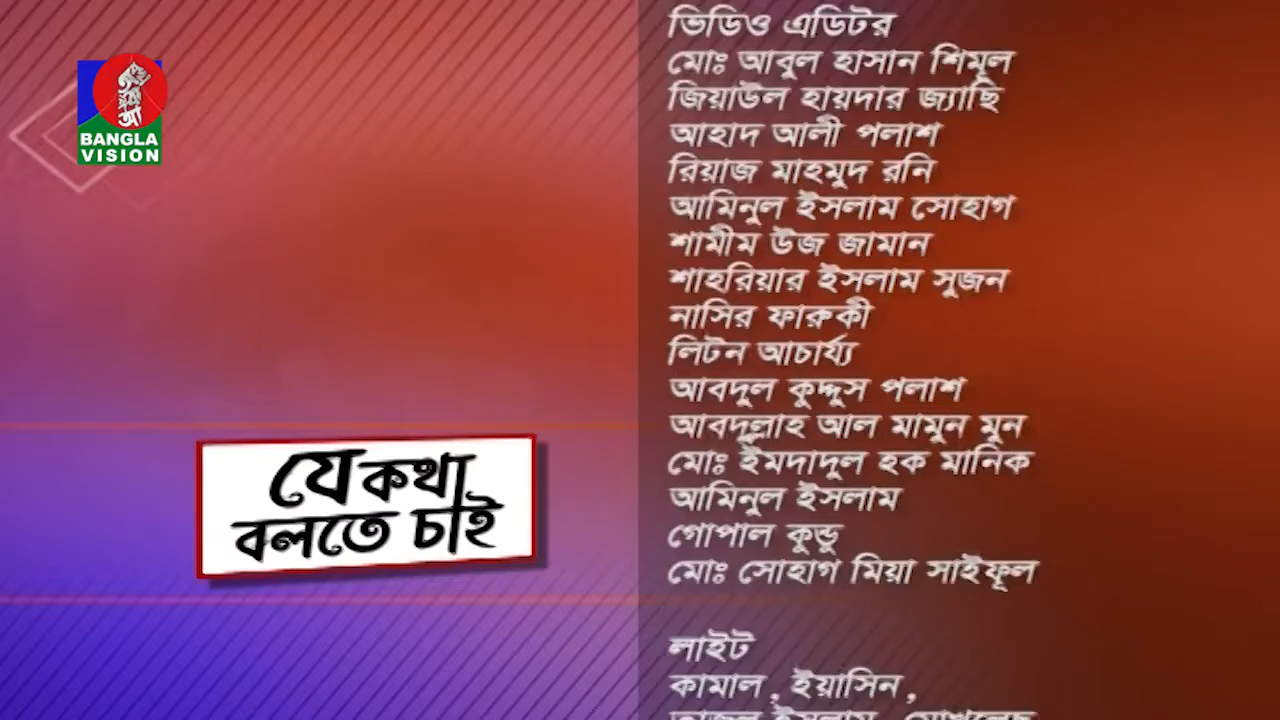 BANGLA
VISION
যে কথা
বলতে চাই
ভিডিও এডিটর
মোঃ আবুল হাসান শিমূল
জিয়াউল হায়দার জ্যাছি
আহাদ আলী পলাশ
রিয়াজ মাহমুদ রনি
আমিনুল ইসলাম সোহাগ
শামীম উজ জামান
শাহরিয়ার ইসলাম সুজন
নাসির ফারুকী
লিটন আচার্য্য
আবদুল কুদ্দুস পলাশ
আবদুল্লাহ আল মামুন মুন
মোঃ ইমদাদুল হক মানিক
আমিনুল ইসলাম
গোপাল কুন্ডু
মোঃ সোহাগ মিয়া সাইফূল
লাইট
কামাল, ইয়াসিন,